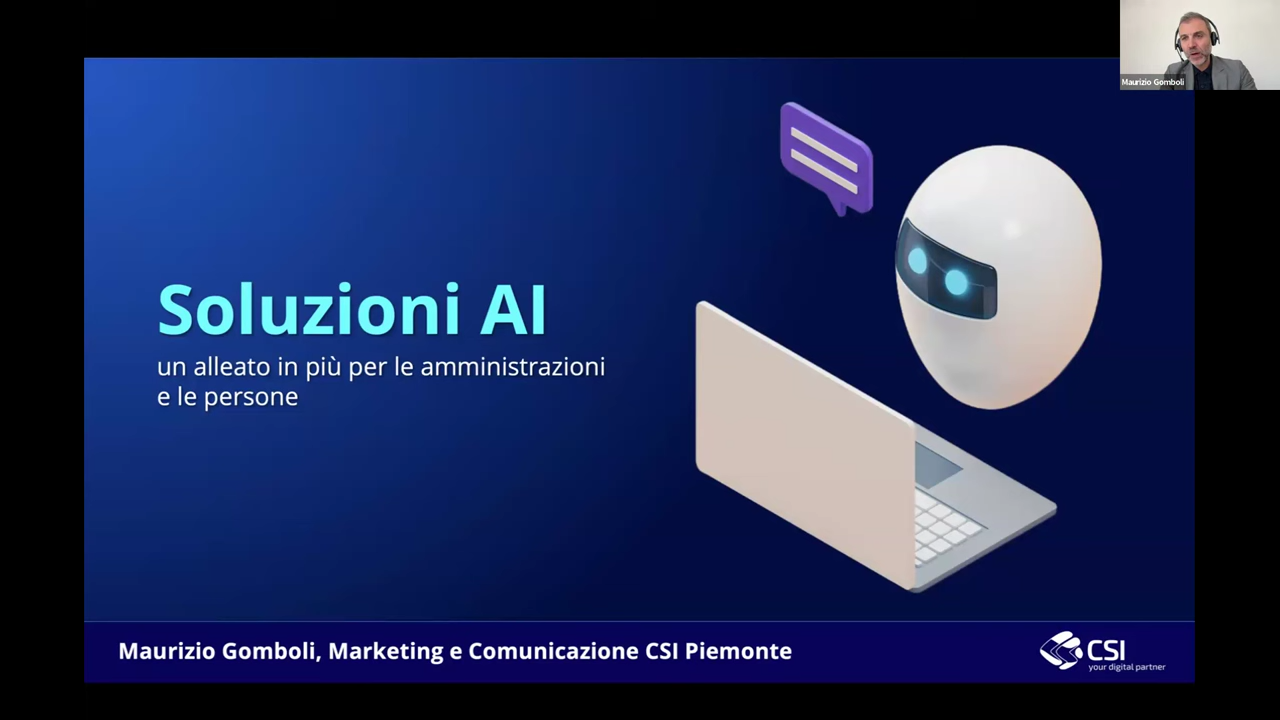 Maurizio Gomboli
Soluzioni AI
un alleato in più per le amministrazioni
e le persone
Maurizio Gomboli, Marketing e Comunicazione CSI Piemonte
CSI
your digital partner